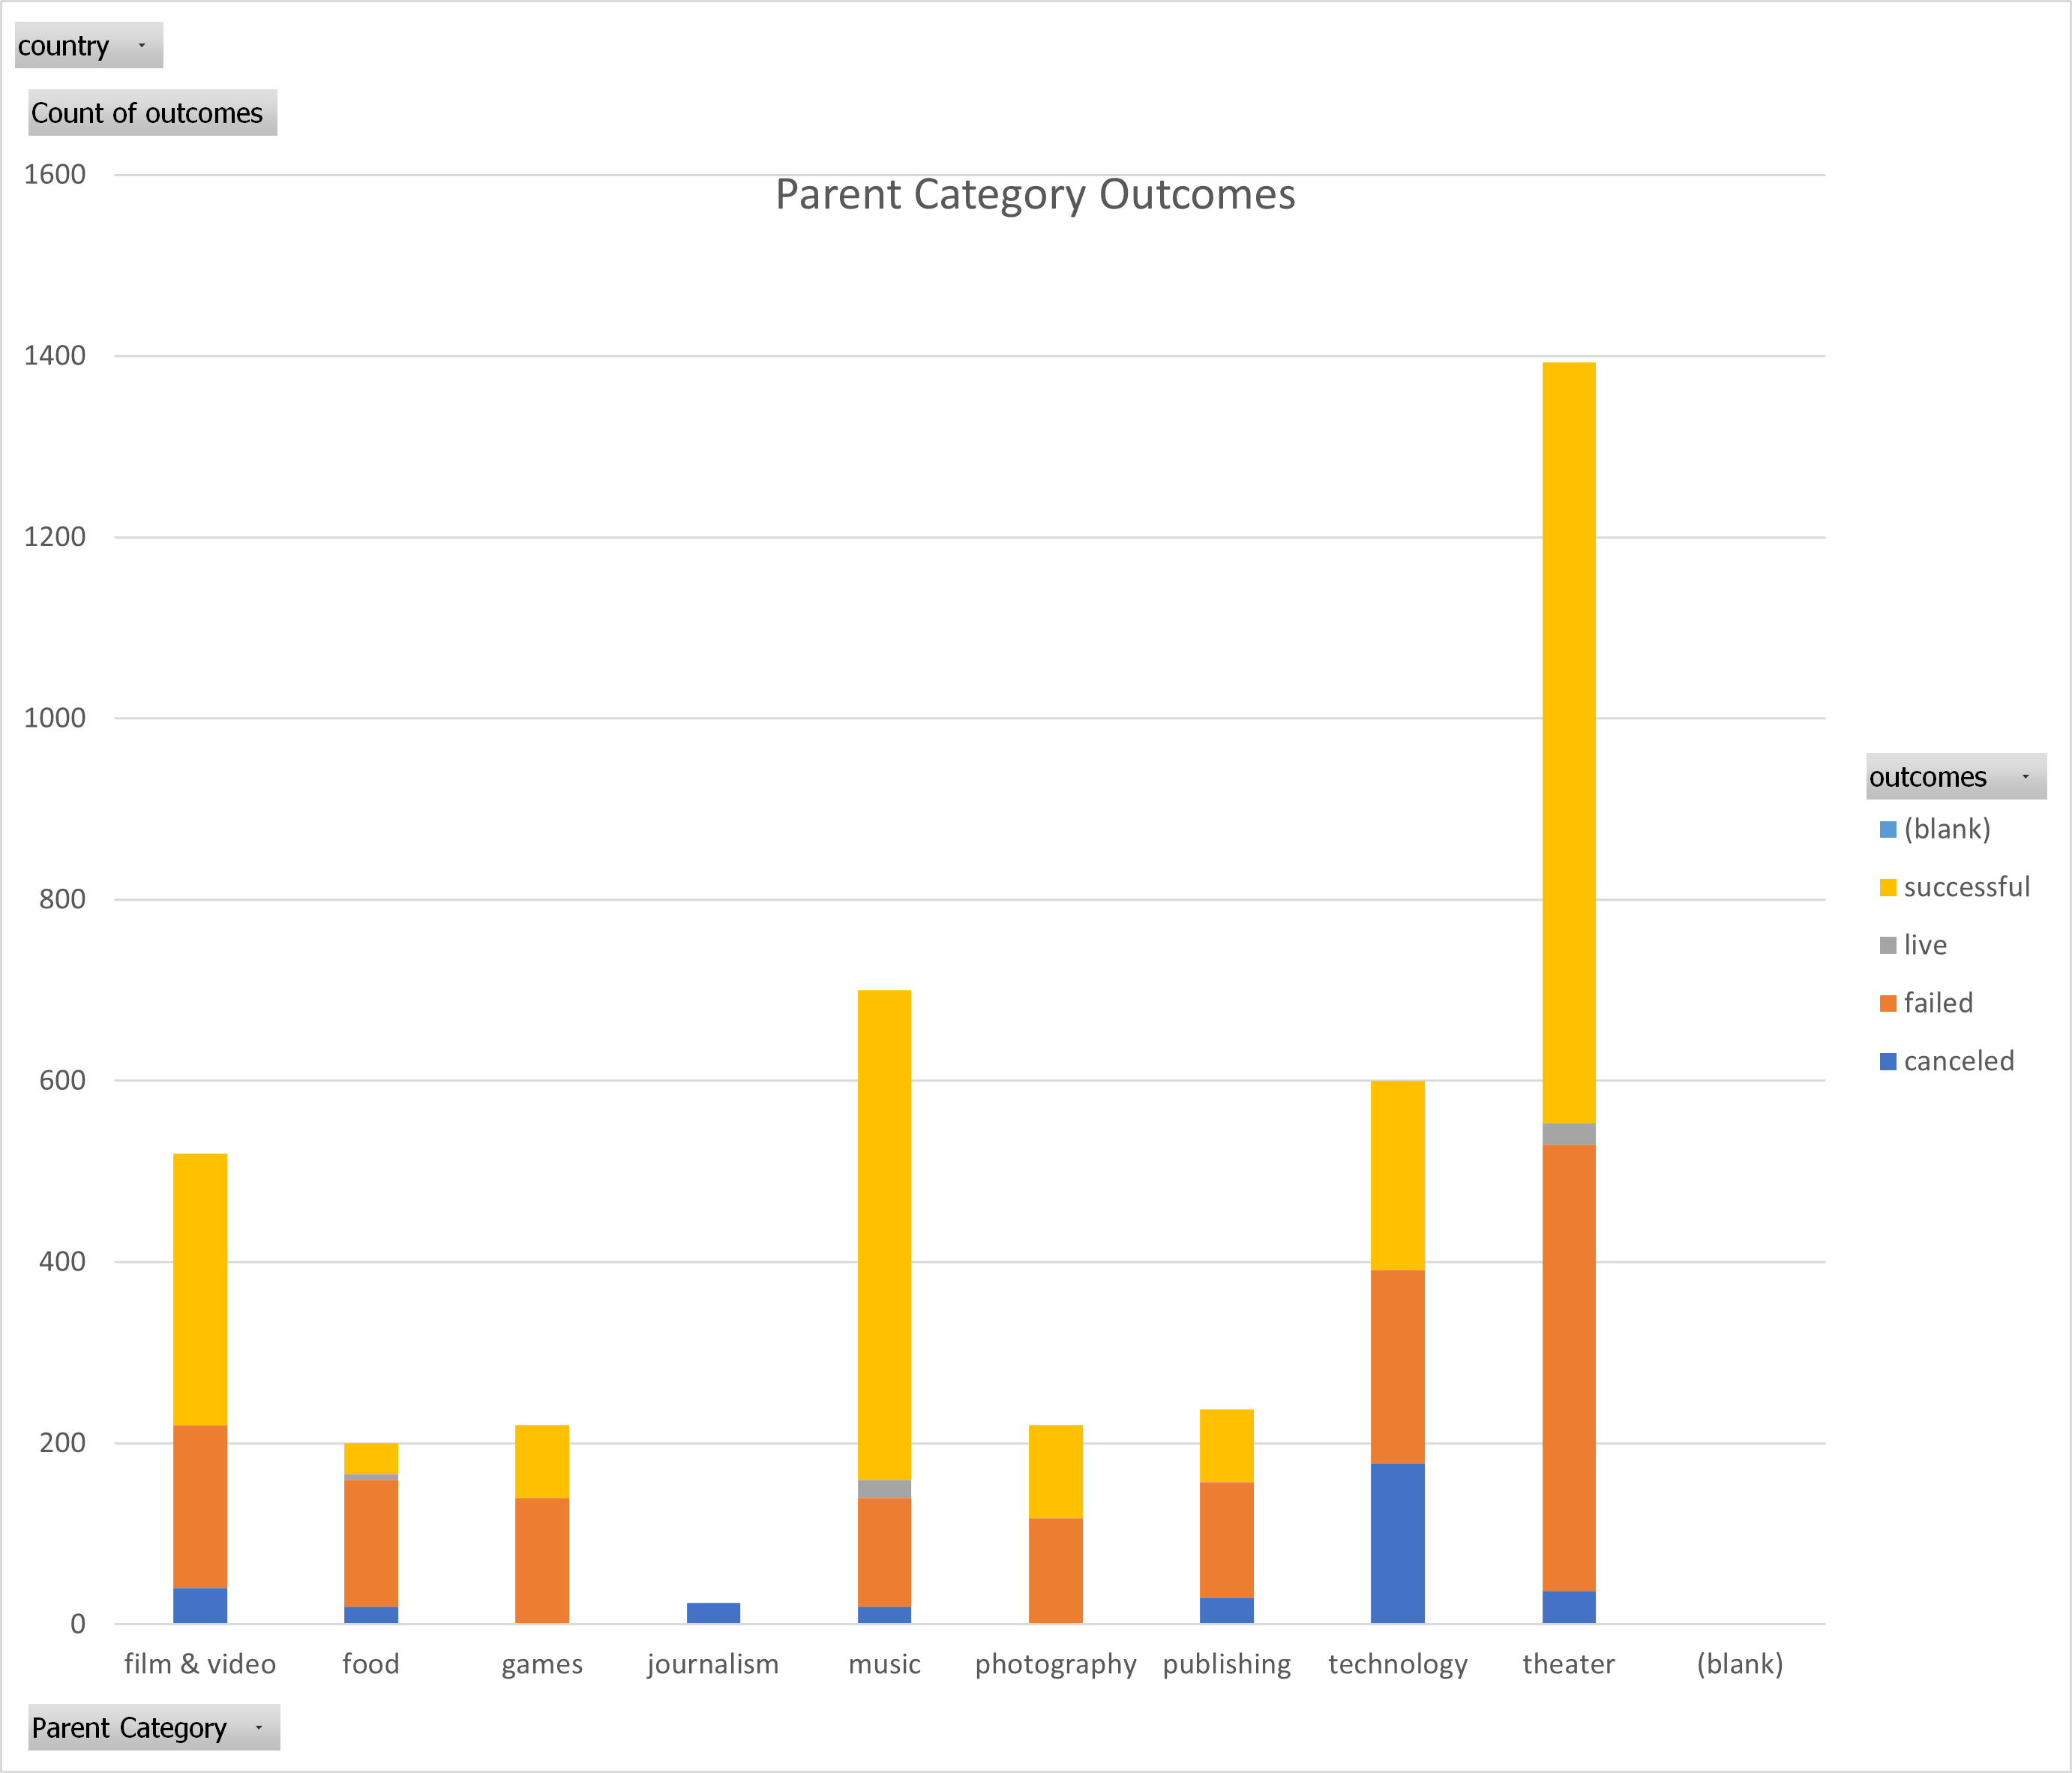 country
Count of outcomes
Parent Category Outcomes
1600
1400
1200
1000
800
600
400
200
0
film & video food games journalism music photography publishing technology theater (blank)
outcomes
(blank)
successful
live
failed
canceled
Parent Category